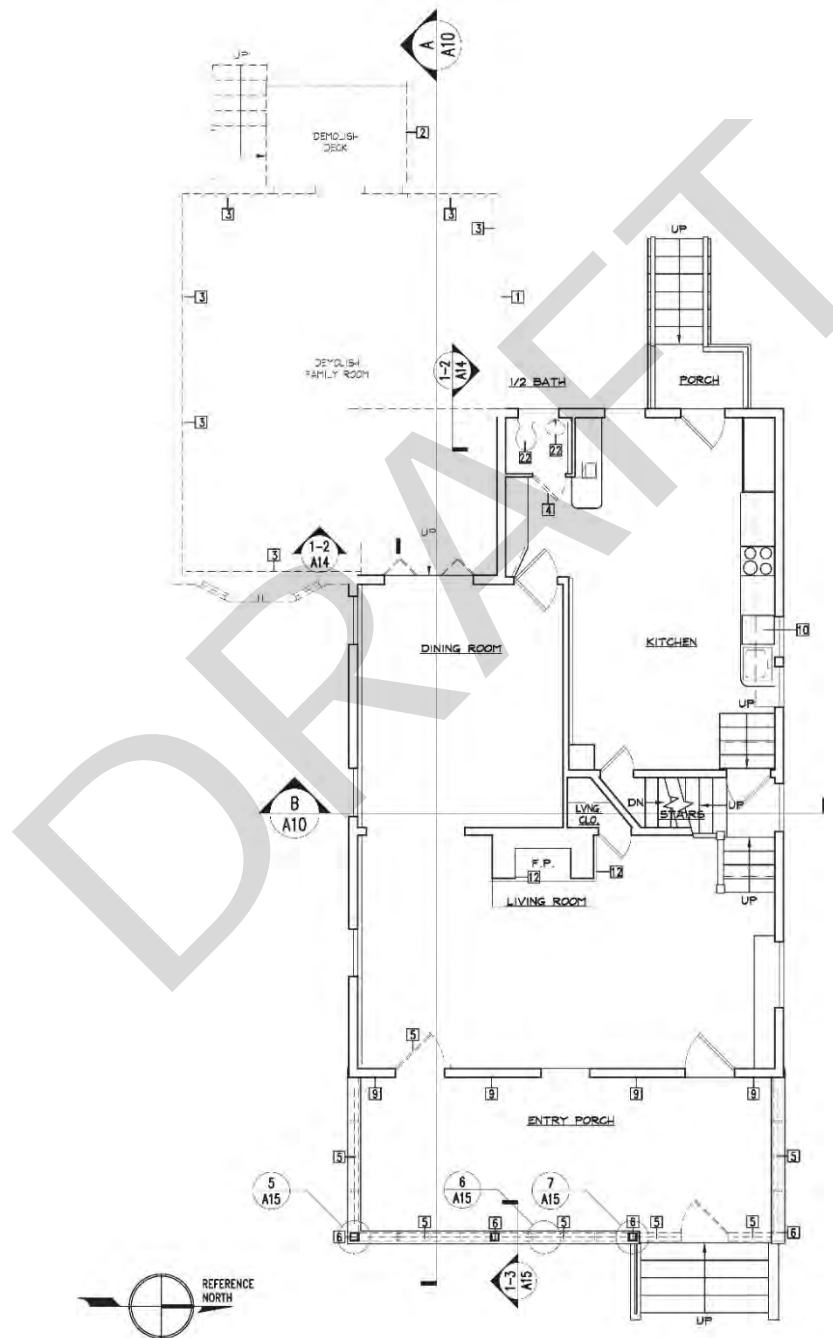 A
A10
UP
DEMOLISH
DECK
2
3
3
3
UP
3
1
DEMOLISH
FAMILY ROOM
1-2
A14
1/2 BATH
PORCH
3
22
22
4
UP
3
1-2
A14
DINING ROOM
KITCHEN
10
UP
B
A10
LVNG.
CLO.
DN
STAIRS
UP
F.P.
12
12
LIVING ROOM
UP
5
9
9
9
9
ENTRY PORCH
5
5
5
A15
6
A15
7
A15
6
5
6
5
6
5
5
6
1-3
A15
UP
REFERENCE
NORTH
DRAFT